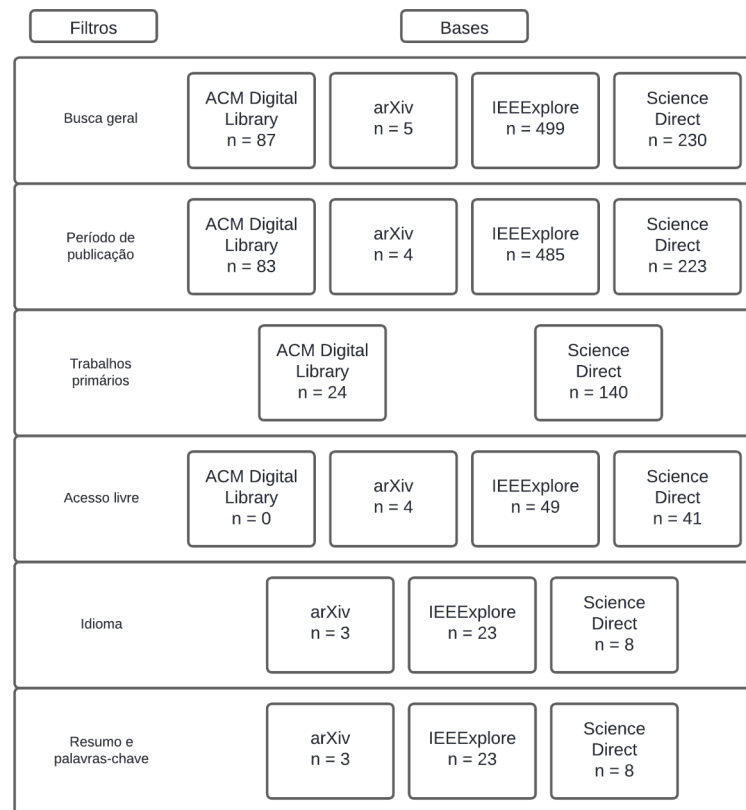 Filtros
Bases
Busca geral
ACM Digital
Library
n = 87
arXiv
n = 5
IEEExplore
n = 499
Science
Direct
n = 230
Período de
publicação
ACM Digital
Library
n = 83
arXiv
n = 4
IEEExplore
n = 485
Science
Direct
n = 223
Trabalhos
primários
ACM Digital
Library
n = 24
Science
Direct
n = 140
Acesso livre
ACM Digital
Library
n = 0
arXiv
n = 4
IEEExplore
n = 49
Science
Direct
n = 41
Idioma
arXiv
n = 3
IEEExplore
n = 23
Science
Direct
n = 8
Resumo e
palavras-chave
arXiv
n = 3
IEEExplore
n = 23
Science
Direct
n = 8